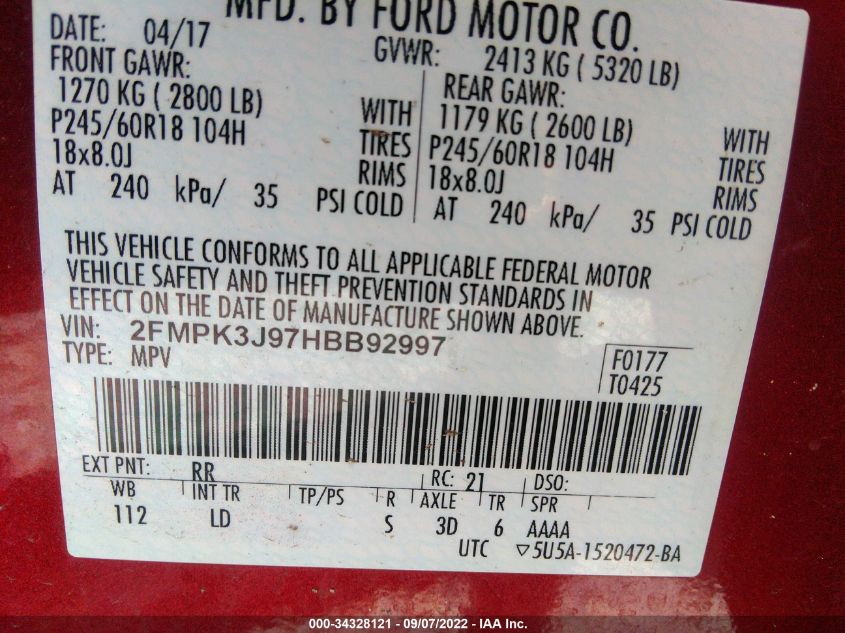 MFD. BY FORD MOTOR CO.
DATE: 04/17
GVWR: 2413 KG ( 5320 LB)
FRONT GAWR:
1270 KG ( 2800 LB)
P245/60R18 104H
18x8.0J
WITH
TIRES
RIMS
AT 240 kPa/ 35 PSI COLD
REAR GAWR:
1179 KG ( 2600 LB)
P245/60R18 104H
18x8.0J
WITH
TIRES
RIMS
AT 240 kPa/ 35 PSI COLD
THIS VEHICLE CONFORMS TO ALL APPLICABLE FEDERAL MOTOR
VEHICLE SAFETY AND THEFT PREVENTION STANDARDS IN
EFFECT ON THE DATE OF MANUFACTURE SHOWN ABOVE.
VIN: 2FMPK3J97HBB92997
TYPE: MPV
F0177
T0425
EXT PNT: RR RC: 21 DSO:
WB INT TR TP/PS R AXLE TR SPR
112 LD S 3D 6 AAAA
UTC ▽5U5A-1520472-BA
000-34328121 - 09/07/2022 - IAA Inc.